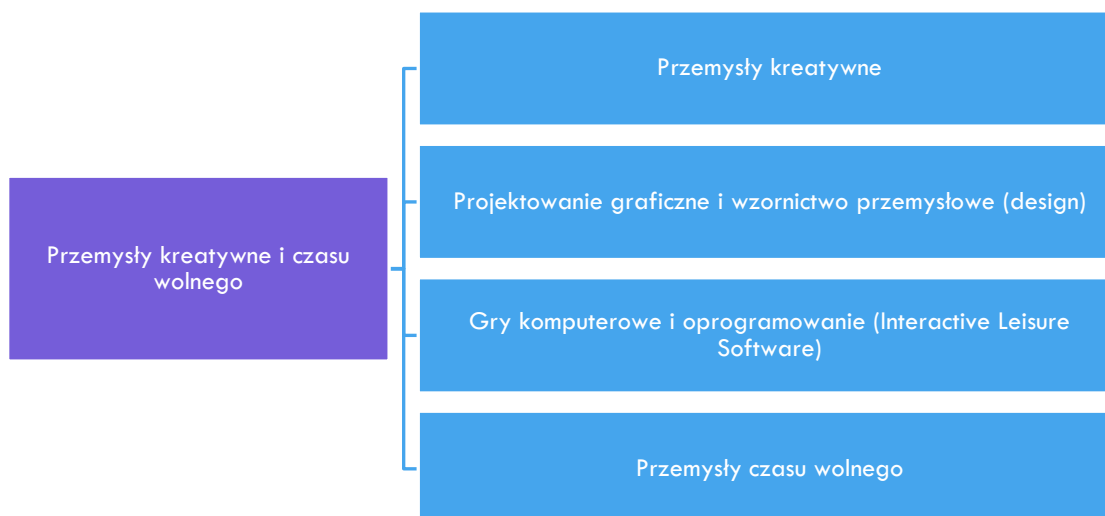 Przemysły kreatywne
Projektowanie graficzne i wzornictwo przemysłowe (design)
Przemysły kreatywne i czasu
wolnego
Gry komputerowe i oprogramowanie (Interactive Leisure
Software)
Przemysły czasu wolnego